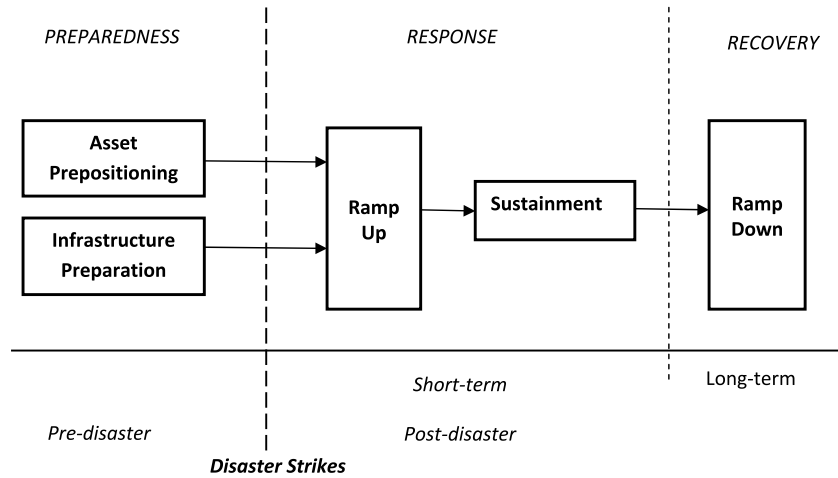 PREPAREDNESS
RESPONSE
RECOVERY
Asset
Prepositioning
Infrastructure
Preparation
Ramp
Up
Sustainment
Ramp
Down
Short-term
Long-term
Pre-disaster
Post-disaster
Disaster Strikes